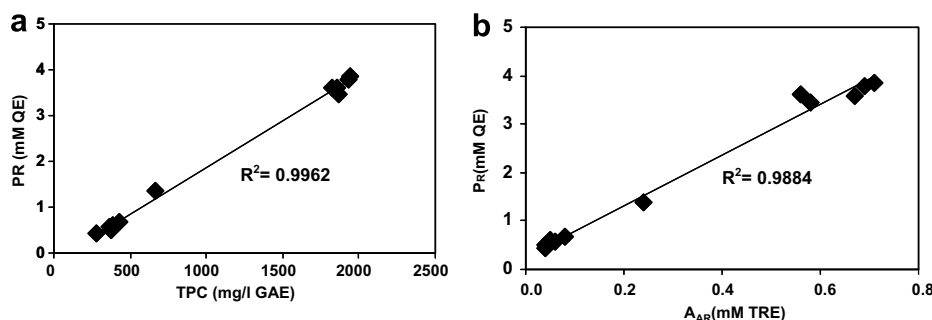 a
5
4
3
2
1
0
PR (mM QE)
R²= 0.9962
0 500 1000 1500 2000 2500
TPC (mg/l GAE)
b
5
4
3
2
1
0
PR(mM QE)
R²= 0.9884
0.0 0.2 0.4 0.6 0.8
AAR(mM TRE)